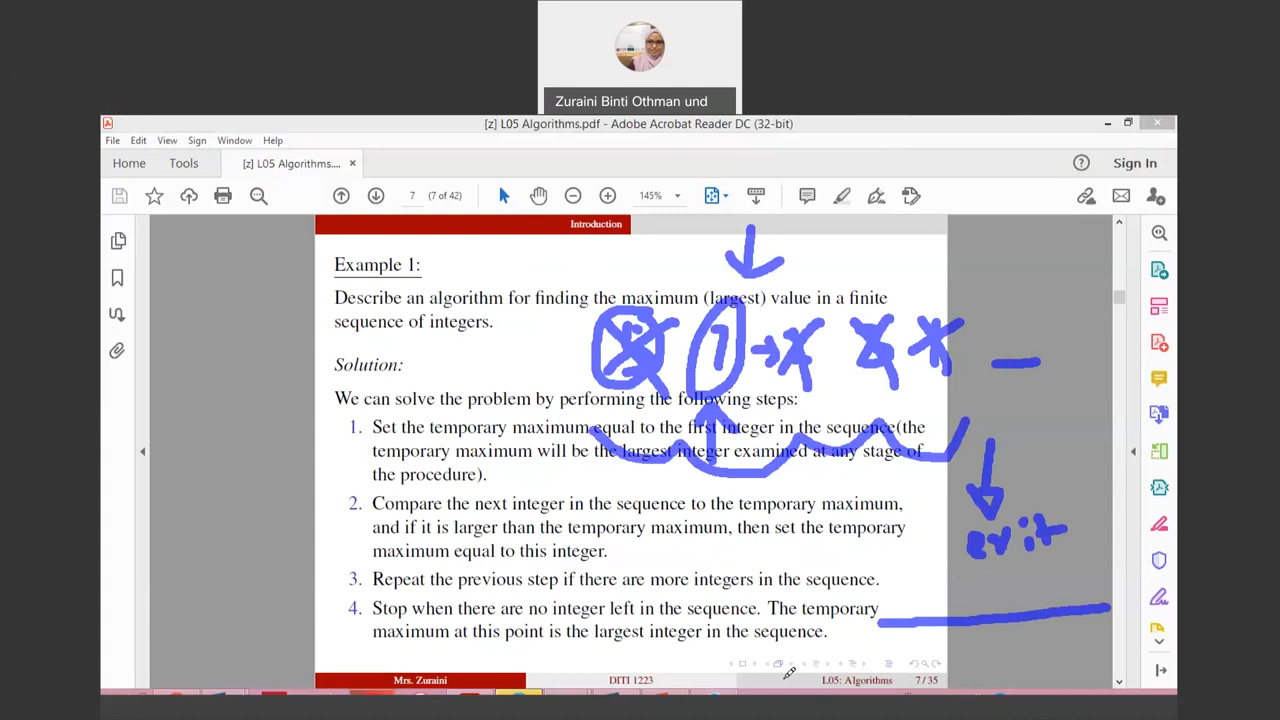 Zuraini Binti Othman und
[z] L05 Algorithms.pdf - Adobe Acrobat Reader DC (32-bit)
File Edit View Sign Window Help
Home Tools [z] L05 Algorithms.... × Sign In
7 (7 of 42) 145%
Introduction
Example 1:
Describe an algorithm for finding the maximum (largest) value in a finite
sequence of integers.
7
Solution:
We can solve the problem by performing the following steps:
1. Set the temporary maximum equal to the first integer in the sequence(the
temporary maximum will be the largest integer examined at any stage of
the procedure).
2. Compare the next integer in the sequence to the temporary maximum,
and if it is larger than the temporary maximum, then set the temporary
maximum equal to this integer.
exit
3. Repeat the previous step if there are more integers in the sequence.
4. Stop when there are no integer left in the sequence. The temporary
maximum at this point is the largest integer in the sequence.
Mrs. Zuraini DITI 1223 L05: Algorithms 7 / 35